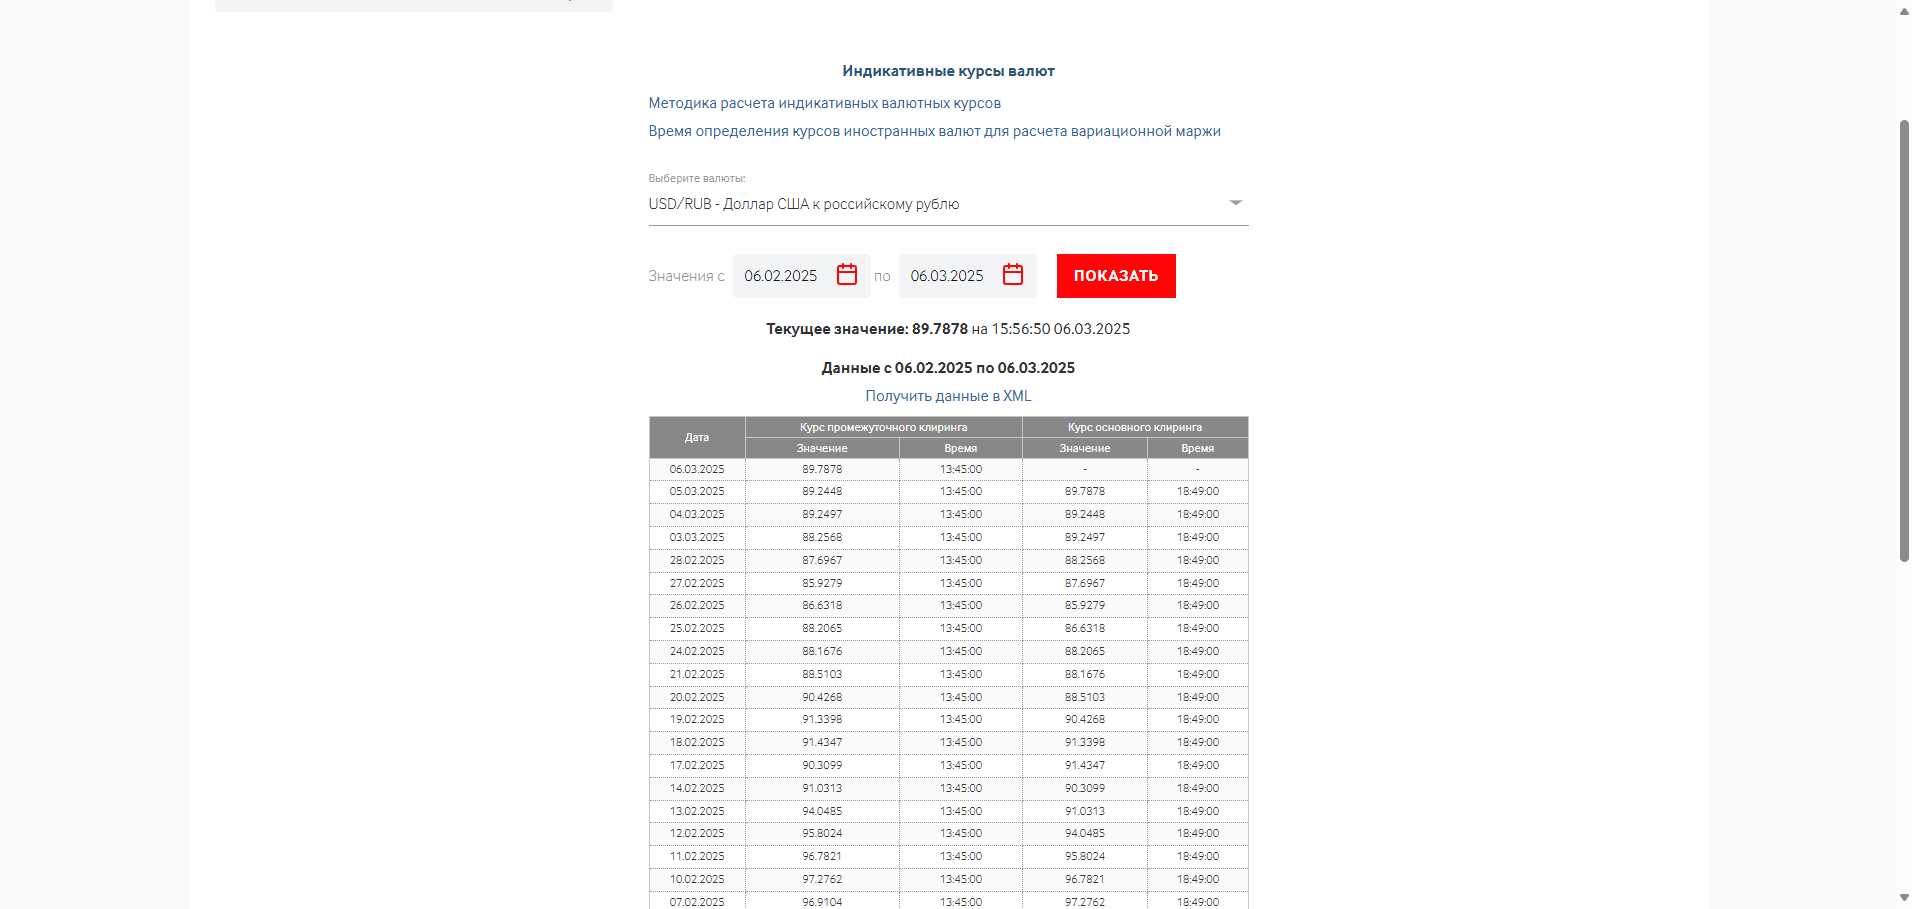 Индикативные курсы валют
Методика расчета индикативных валютных курсов
Время определения курсов иностранных валют для расчета вариационной маржи
Выберите валюты:
USD/RUB - Доллар США к российскому рублю
Значения с 06.02.2025 по 06.03.2025 ПОКАЗАТЬ
Текущее значение: 89.7878 на 15:56:50 06.03.2025
Данные с 06.02.2025 по 06.03.2025
Получить данные в XML
Дата Курс промежуточного клиринга Курс основного клиринга
Значение Время Значение Время
06.03.2025 89.7878 13:45:00 - -
05.03.2025 89.2448 13:45:00 89.7878 18:49:00
04.03.2025 89.2497 13:45:00 89.2448 18:49:00
03.03.2025 88.2568 13:45:00 89.2497 18:49:00
28.02.2025 87.6967 13:45:00 88.2568 18:49:00
27.02.2025 85.9279 13:45:00 87.6967 18:49:00
26.02.2025 86.6318 13:45:00 85.9279 18:49:00
25.02.2025 88.2065 13:45:00 86.6318 18:49:00
24.02.2025 88.1676 13:45:00 88.2065 18:49:00
21.02.2025 88.5103 13:45:00 88.1676 18:49:00
20.02.2025 90.4268 13:45:00 88.5103 18:49:00
19.02.2025 91.3398 13:45:00 90.4268 18:49:00
18.02.2025 91.4347 13:45:00 91.3398 18:49:00
17.02.2025 90.3099 13:45:00 91.4347 18:49:00
14.02.2025 91.0313 13:45:00 90.3099 18:49:00
13.02.2025 94.0485 13:45:00 91.0313 18:49:00
12.02.2025 95.8024 13:45:00 94.0485 18:49:00
11.02.2025 96.7821 13:45:00 95.8024 18:49:00
10.02.2025 97.2762 13:45:00 96.7821 18:49:00
07.02.2025 96.9104 13:45:00 97.2762 18:49:00